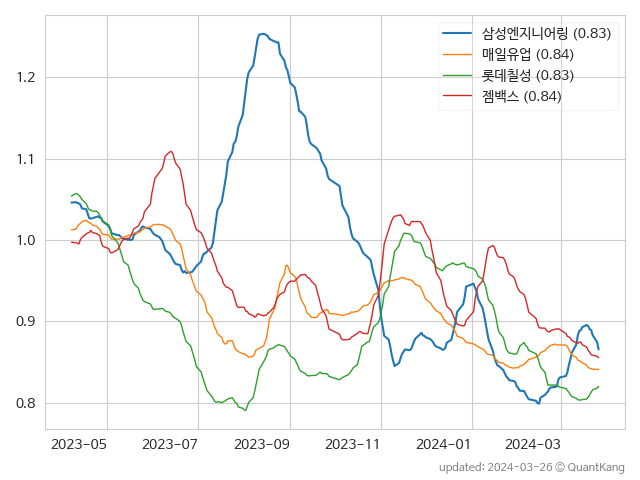 삼성엔지니어링 (0.83)
매일유업 (0.84)
롯데칠성 (0.83)
젬백스 (0.84)
1.2
1.1
1.0
0.9
0.8
2023-05 2023-07 2023-09 2023-11 2024-01 2024-03
updated: 2024-03-26 © QuantKang